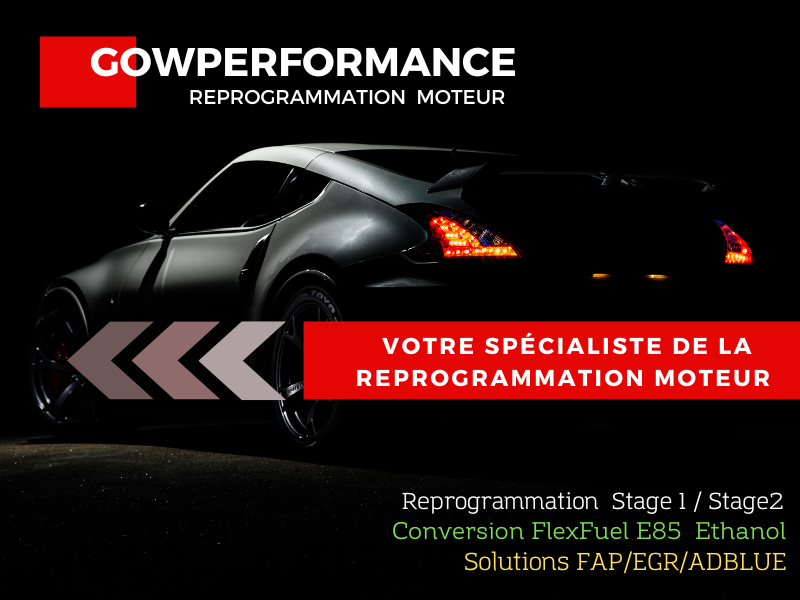 GOWPERFORMANCE
REPROGRAMMATION MOTEUR
TOYO
VOTRE SPÉCIALISTE DE LA
REPROGRAMMATION MOTEUR
Reprogrammation Stage 1 / Stage2
Conversion FlexFuel E85 Ethanol
Solutions FAP/EGR/ADBLUE